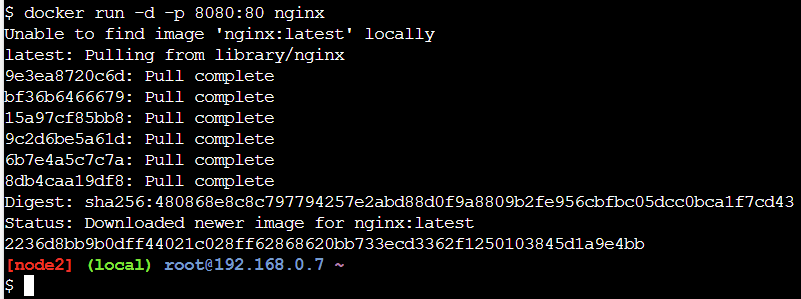 $ docker run -d -p 8080:80 nginx
Unable to find image 'nginx:latest' locally
latest: Pulling from library/nginx
9e3ea8720c6d: Pull complete
bf36b6466679: Pull complete
15a97cf85bb8: Pull complete
9c2d6be5a61d: Pull complete
6b7e4a5c7c7a: Pull complete
8db4caa19df8: Pull complete
Digest: sha256:480868e8c8c797794257e2abd88d0f9a8809b2fe956cbfbc05dcc0bca1f7cd43
Status: Downloaded newer image for nginx:latest
2236d8bb9b0dff44021c028ff62868620bb733ecd3362f1250103845d1a9e4bb
[node2] (local) root@192.168.0.7 ~
$